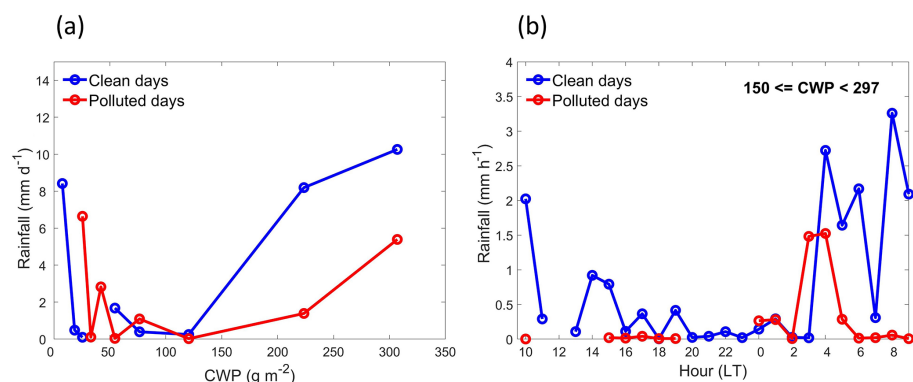 (a)
(b)
14
12
10
8
6
4
2
0
Rainfall (mm d⁻¹)
Clean days
Polluted days
0 50 100 150 200 250 300 350
CWP (g m⁻²)
4
3.5
3
2.5
2
1.5
1
0.5
0
Rainfall (mm h⁻¹)
Clean days
Polluted days
150 <= CWP < 297
10 12 14 16 18 20 22 0 2 4 6 8
Hour (LT)